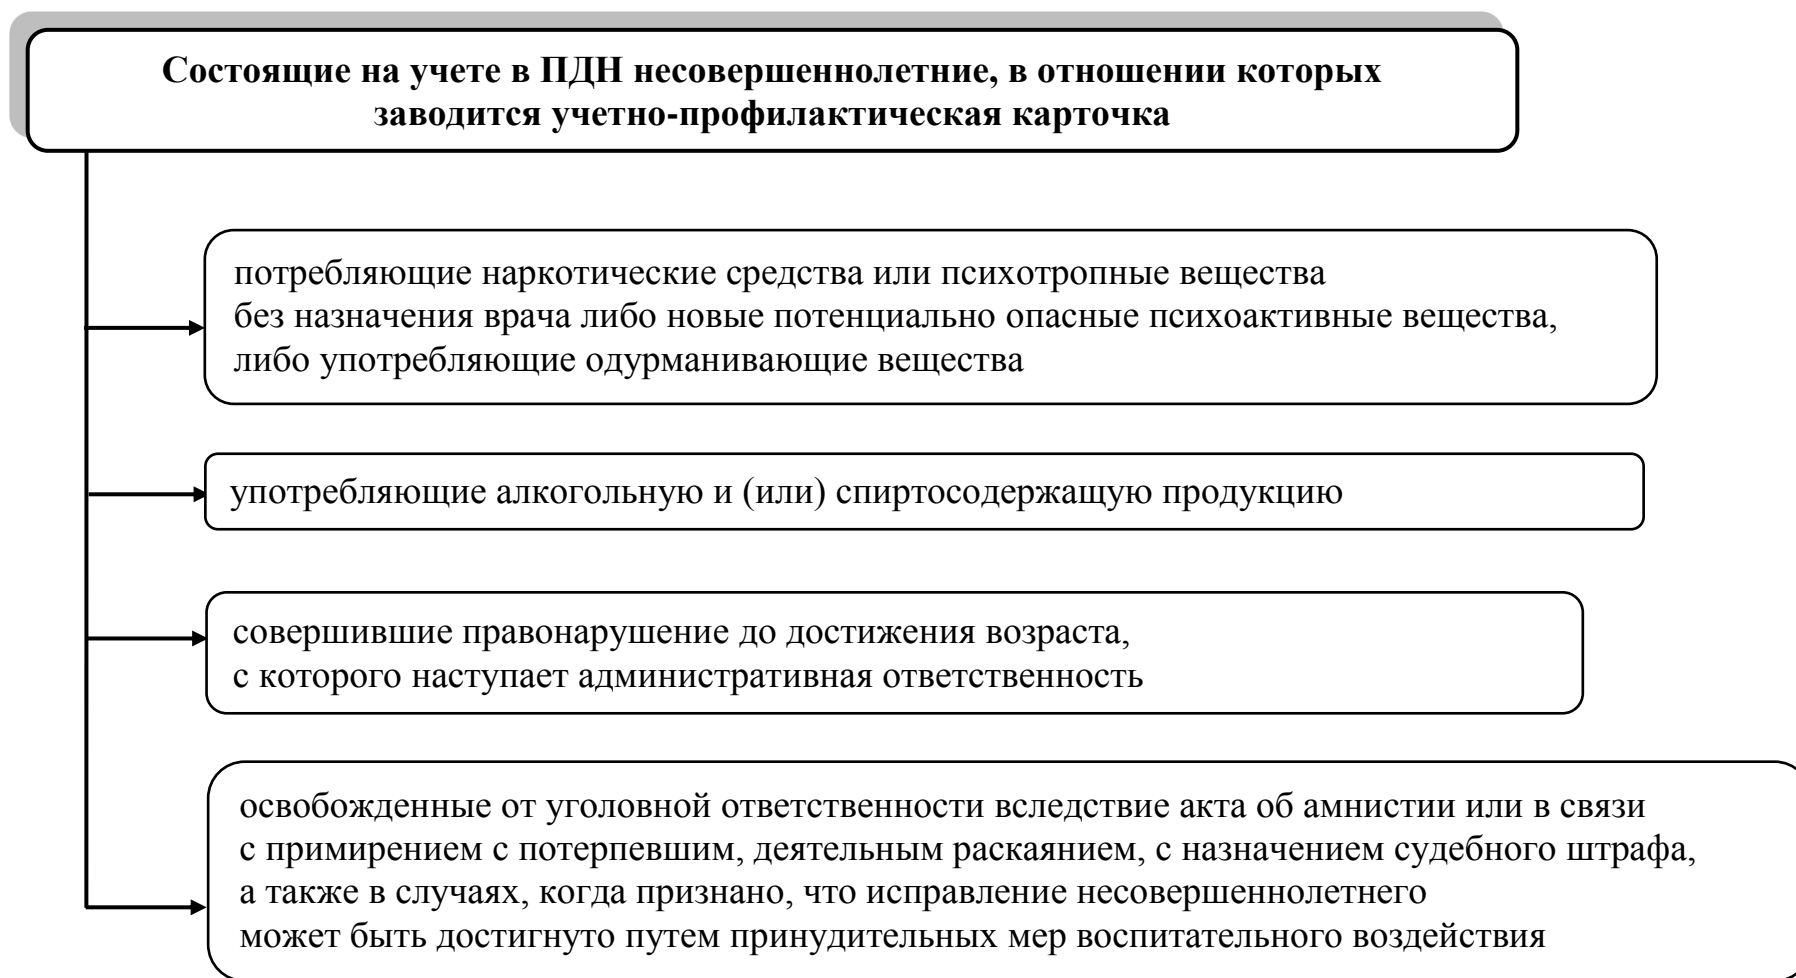 Состоящие на учете в ПДН несовершеннолетние, в отношении которых
заводится учетно-профилактическая карточка
потребляющие наркотические средства или психотропные вещества
без назначения врача либо новые потенциально опасные психоактивные вещества,
либо употребляющие одурманивающие вещества
употребляющие алкогольную и (или) спиртосодержащую продукцию
совершившие правонарушение до достижения возраста,
с которого наступает административная ответственность
освобожденные от уголовной ответственности вследствие акта об амнистии или в связи
с примирением с потерпевшим, деятельным раскаянием, с назначением судебного штрафа,
а также в случаях, когда признано, что исправление несовершеннолетнего
может быть достигнуто путем принудительных мер воспитательного воздействия